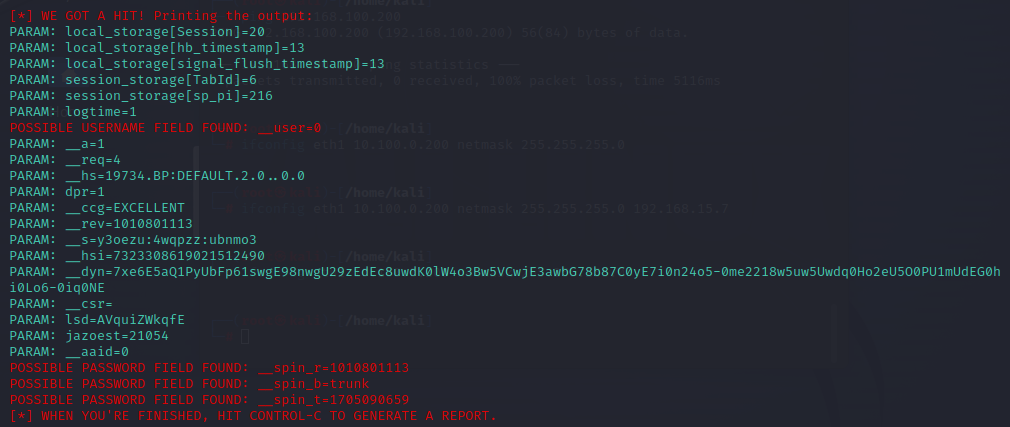 [*] WE GOT A HIT! Printing the output:
PARAM: local_storage[Session]=20
PARAM: local_storage[hb_timestamp]=13
PARAM: local_storage[signal_flush_timestamp]=13
PARAM: session_storage[TabId]=6
PARAM: session_storage[sp_pi]=216
PARAM: logtime=1
POSSIBLE USERNAME FIELD FOUND: __user=0
PARAM: __a=1
PARAM: __req=4
PARAM: __hs=19734.BP:DEFAULT.2.0..0.0
PARAM: dpr=1
PARAM: __ccg=EXCELLENT
PARAM: __rev=1010801113
PARAM: __s=y3oezu:4wqpzz:ubnmo3
PARAM: __hsi=7323308619021512490
PARAM: __dyn=7xe6E5aQ1PyUbFp61swgE98nwgU29zEdEc8uwdK0lW4o3Bw5VCwjE3awbG78b87C0yE7i0n24o5-0me2218w5uw5Uwdq0Ho2eU5O0PU1mUdEG0h
i0Lo6-0iq0NE
PARAM: __csr=
PARAM: lsd=AVquiZWkqfE
PARAM: jazoest=21054
PARAM: __aaid=0
POSSIBLE PASSWORD FIELD FOUND: __spin_r=1010801113
POSSIBLE PASSWORD FIELD FOUND: __spin_b=trunk
POSSIBLE PASSWORD FIELD FOUND: __spin_t=1705090659
[*] WHEN YOU'RE FINISHED, HIT CONTROL-C TO GENERATE A REPORT.